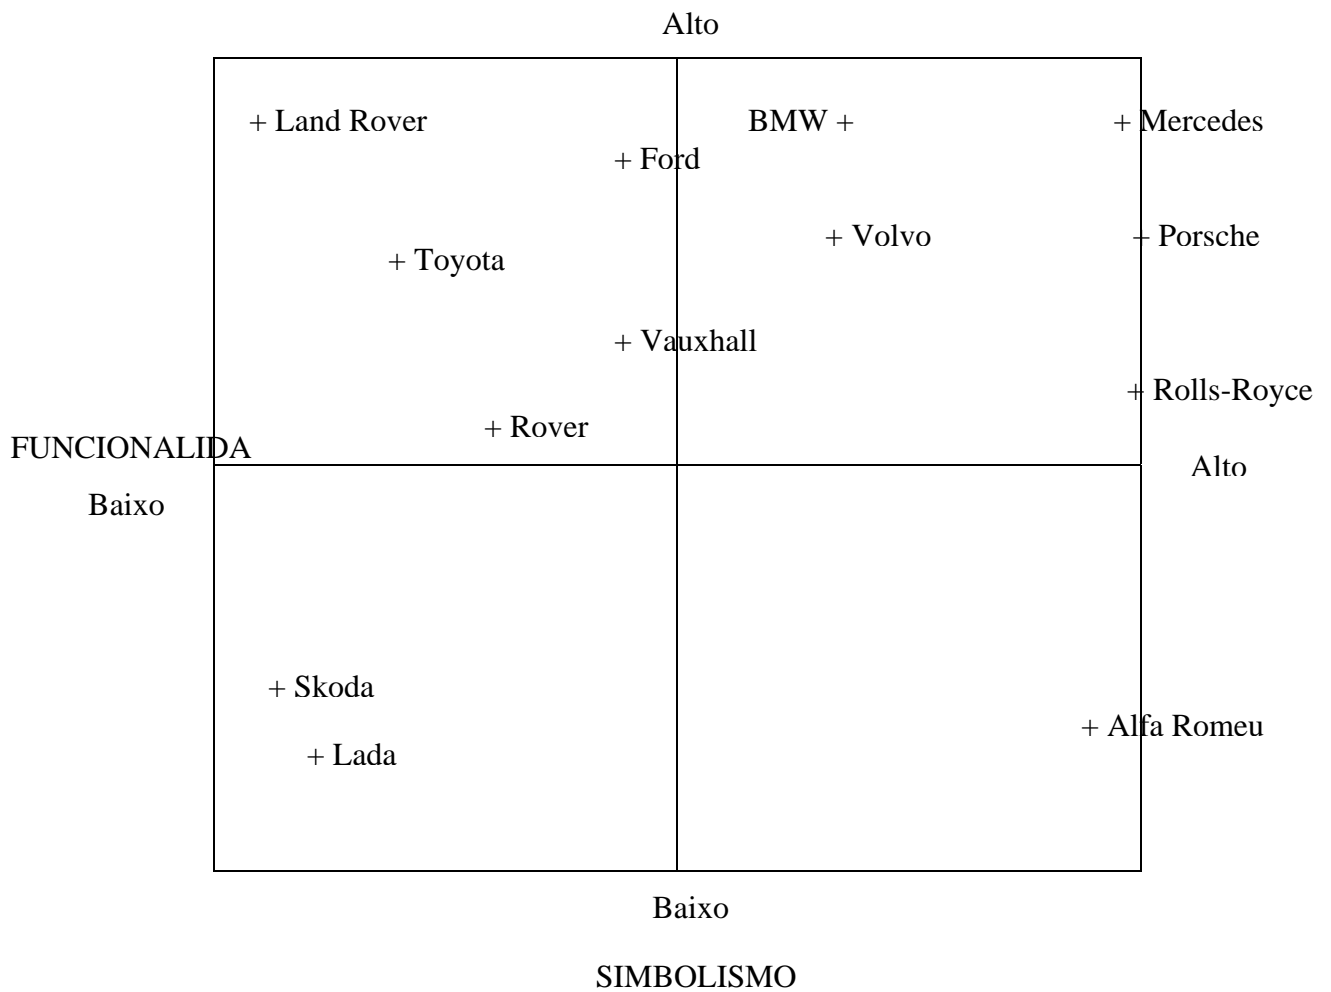 Alto
+ Land Rover
BMW +
+ Mercedes
+ Ford
+ Volvo
+ Porsche
+ Toyota
+ Vauxhall
+ Rolls-Royce
+ Rover
FUNCIONALIDA
Alto
Baixo
+ Skoda
+ Alfa Romeu
+ Lada
Baixo
SIMBOLISMO